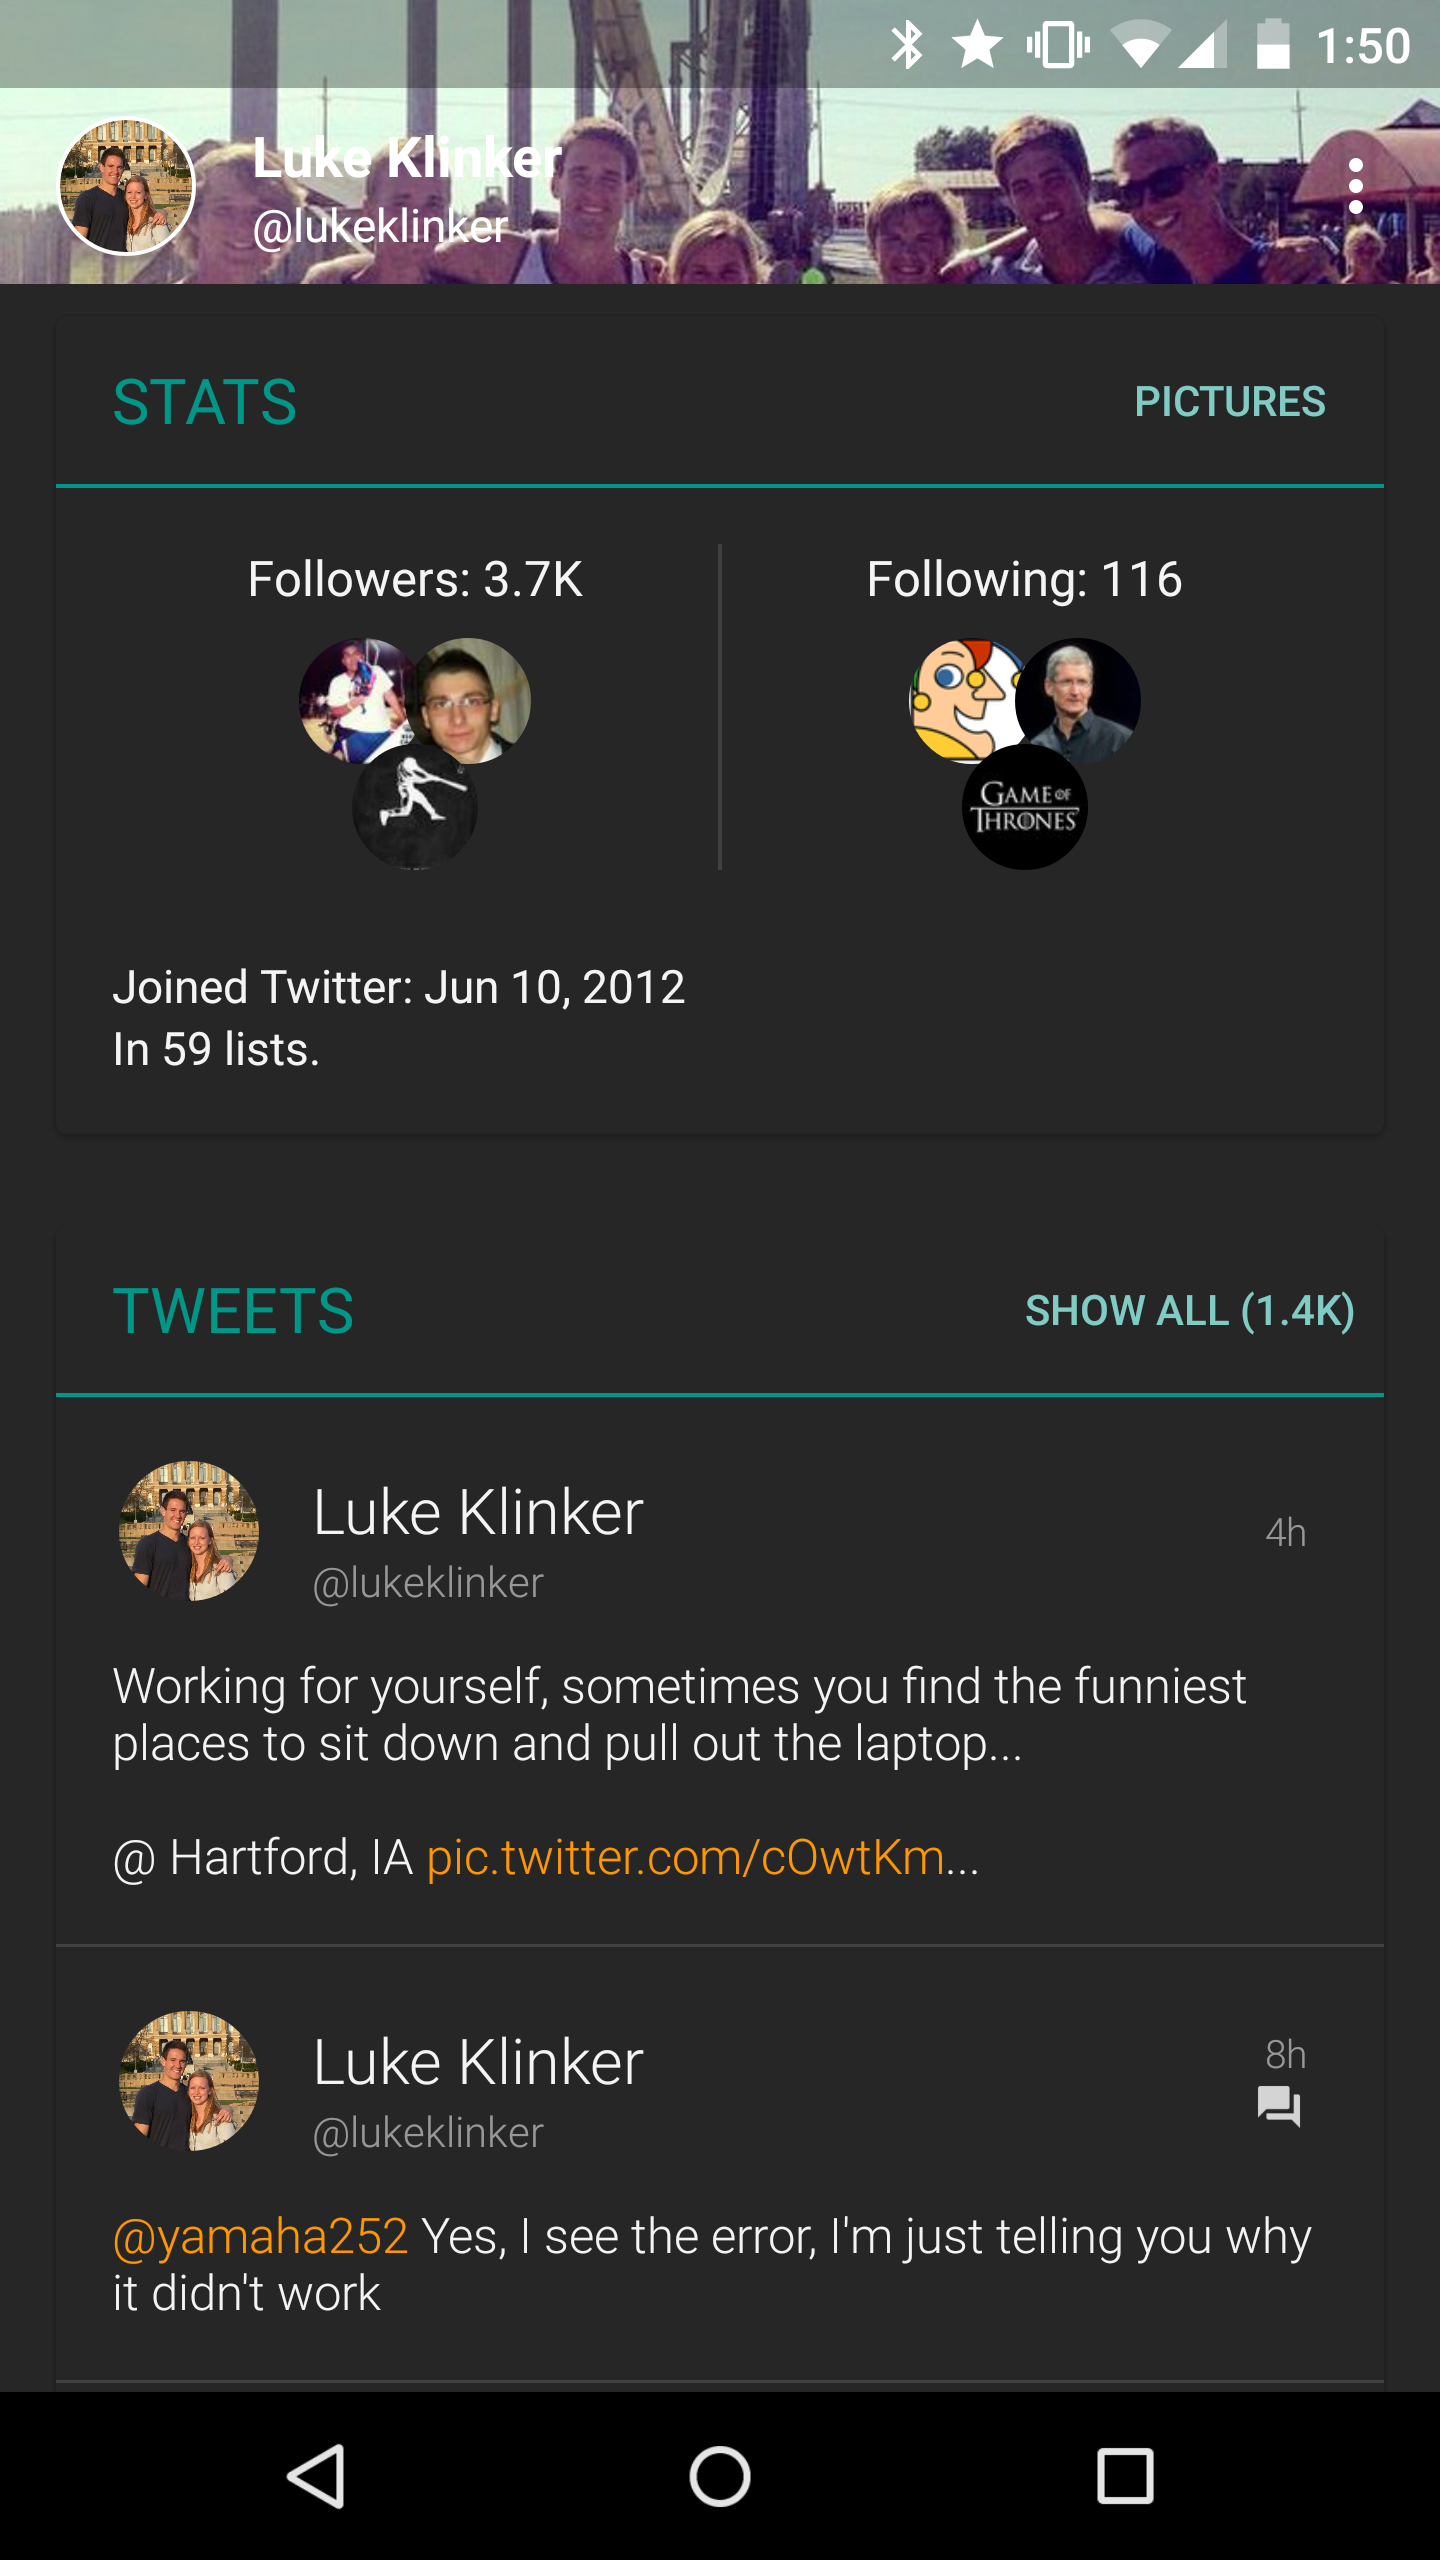 1:50
Luke Klinker
@lukeklinker
STATS
PICTURES
Followers: 3.7K
Following: 116
GAME OF
THRONES
Joined Twitter: Jun 10, 2012
In 59 lists.
TWEETS
SHOW ALL (1.4K)
Luke Klinker
4h
@lukeklinker
Working for yourself, sometimes you find the funniest
places to sit down and pull out the laptop...
@ Hartford, IA pic.twitter.com/cOwtKm...
Luke Klinker
8h
@lukeklinker
@yamaha252 Yes, I see the error, I'm just telling you why
it didn't work